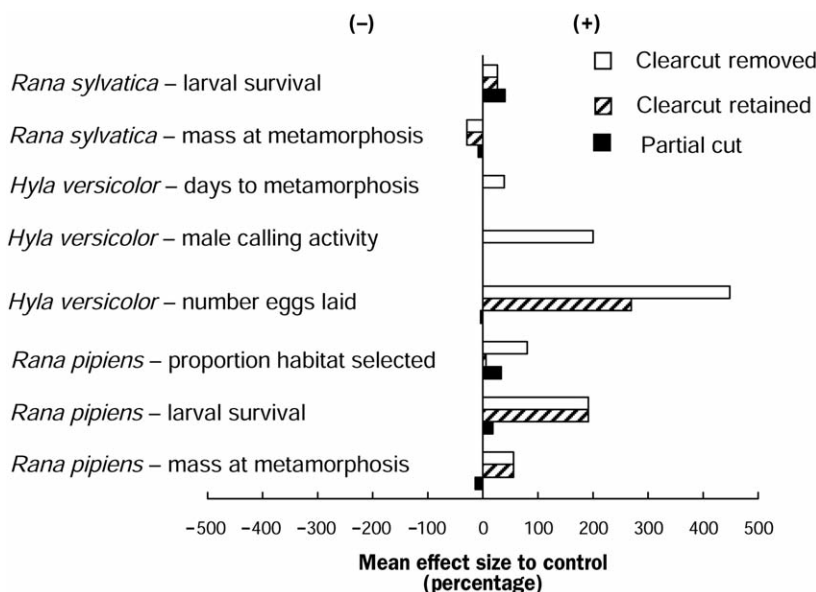 (–) (+)
Clearcut removed
Clearcut retained
Partial cut
Rana sylvatica – larval survival
Rana sylvatica – mass at metamorphosis
Hyla versicolor – days to metamorphosis
Hyla versicolor – male calling activity
Hyla versicolor – number eggs laid
Rana pipiens – proportion habitat selected
Rana pipiens – larval survival
Rana pipiens – mass at metamorphosis
–500 –400 –300 –200 –100 0 100 200 300 400 500
Mean effect size to control
(percentage)